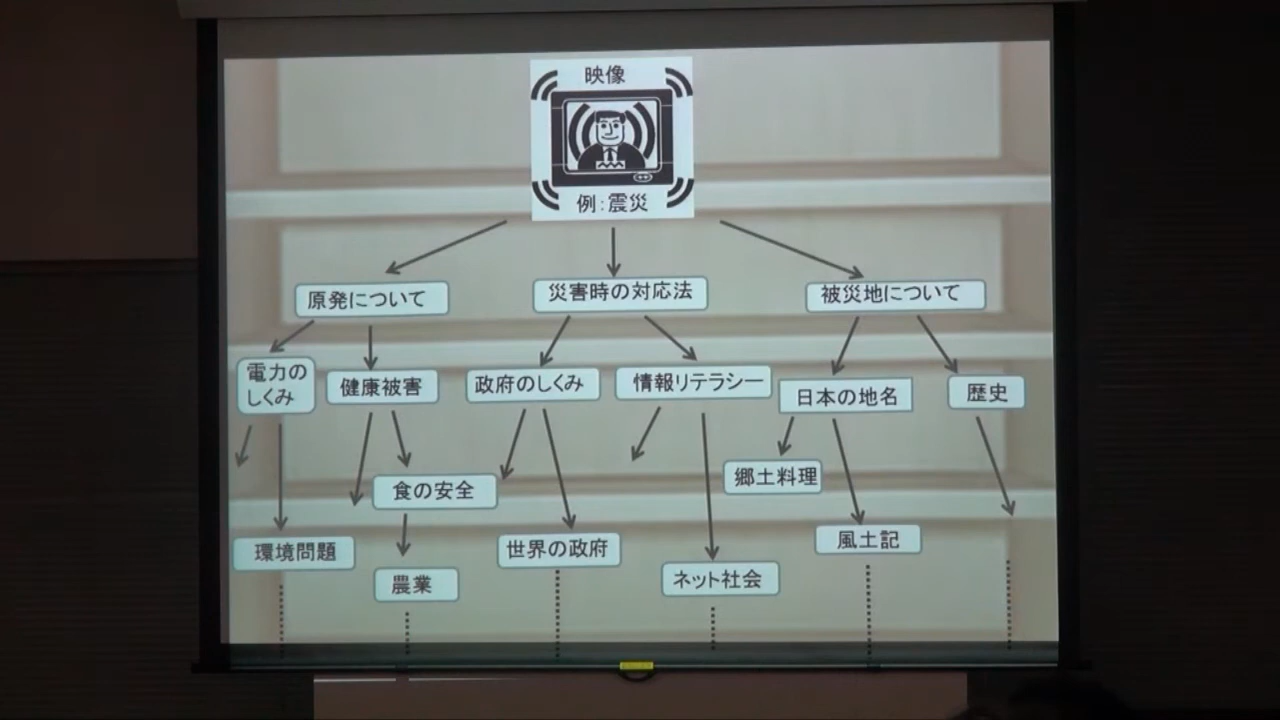 映像
例：震災
原発について
災害時の対応法
被災地について
電力の
しくみ
健康被害
政府のしくみ
情報リテラシー
日本の地名
歴史
食の安全
郷土料理
環境問題
農業
世界の政府
ネット社会
風土記